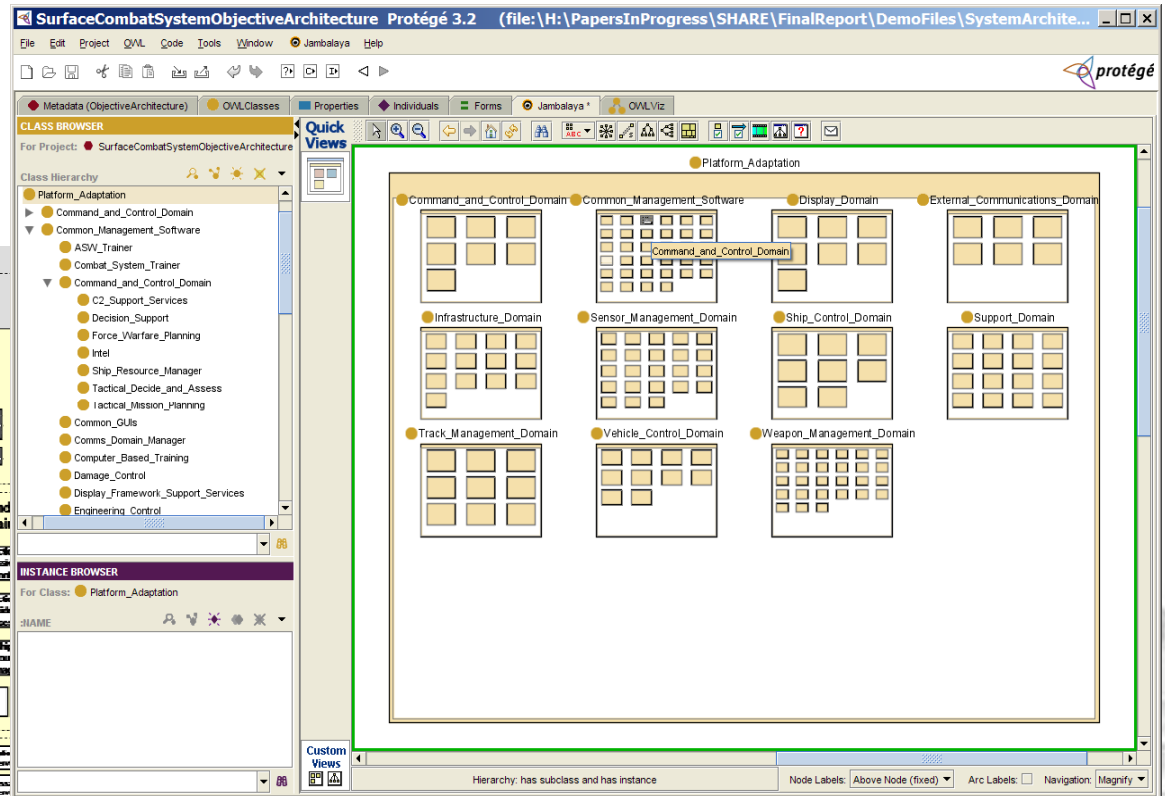 SurfaceCombatSystemObjectiveArchitecture Protégé 3.2 (file:\H:\PapersInProgress\SHARE\FinalReport\DemoFiles\SystemArchite...
File Edit Project OWL Code Tools Window Jambalaya Help
protégé
Metadata (ObjectiveArchitecture) OWLClasses Properties Individuals Forms Jambalaya * OWLViz
CLASS BROWSER
For Project: SurfaceCombatSystemObjectiveArchitecture
Class Hierarchy
Platform_Adaptation
Command_and_Control_Domain
Common_Management_Software
ASW_Trainer
Combat_System_Trainer
Command_and_Control_Domain
C2_Support_Services
Decision_Support
Force_Warfare_Planning
Intel
Ship_Resource_Manager
Tactical_Decide_and_Assess
Tactical_Mission_Planning
Common_GUIs
Comms_Domain_Manager
Computer_Based_Training
Damage_Control
Display_Framework_Support_Services
Engineering_Control
INSTANCE BROWSER
For Class: Platform_Adaptation
:NAME
Quick
Views
ABC
Platform_Adaptation
Command_and_Control_Domain Common_Management_Software Display_Domain External_Communications_Domain
Command_and_Control_Domain
Infrastructure_Domain Sensor_Management_Domain Ship_Control_Domain Support_Domain
Track_Management_Domain Vehicle_Control_Domain Weapon_Management_Domain
Custom
Views
Hierarchy: has subclass and has instance Node Labels: Above Node (fixed) Arc Labels: Navigation: Magnify